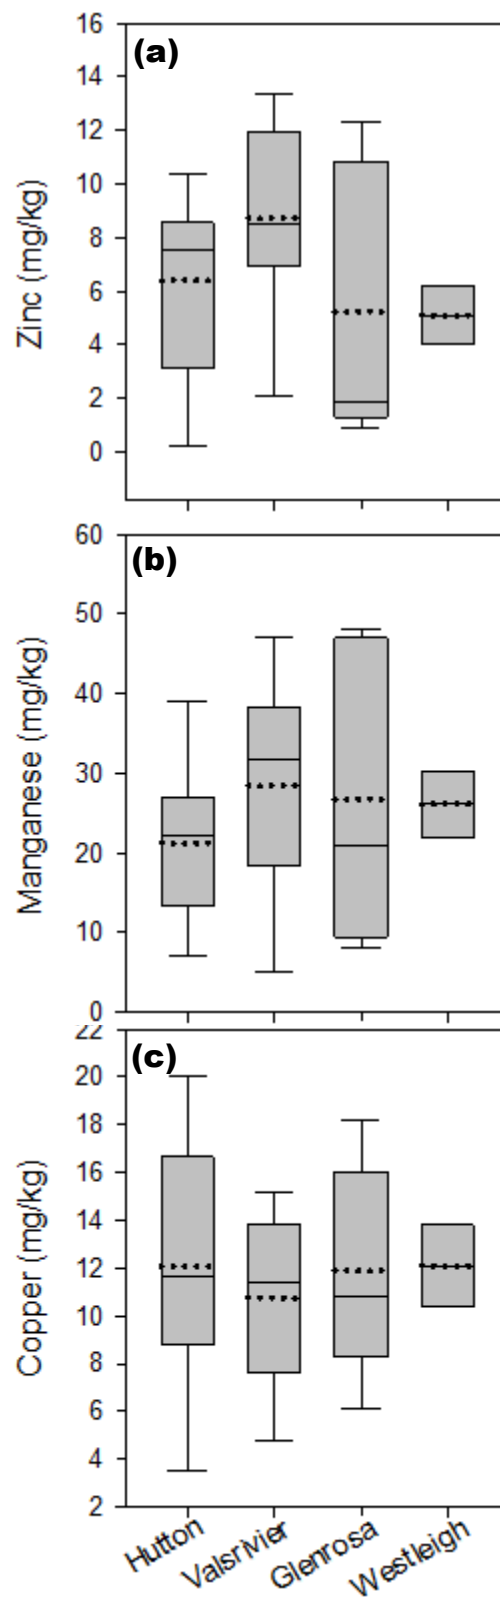 16
(a)
14
12
10
8
6
4
2
0
Zinc (mg/kg)
60
(b)
50
40
30
20
10
0
Manganese (mg/kg)
22
(c)
20
18
16
14
12
10
8
6
4
2
Copper (mg/kg)
Hutton
Valsrivier
Glenrosa
Westleigh